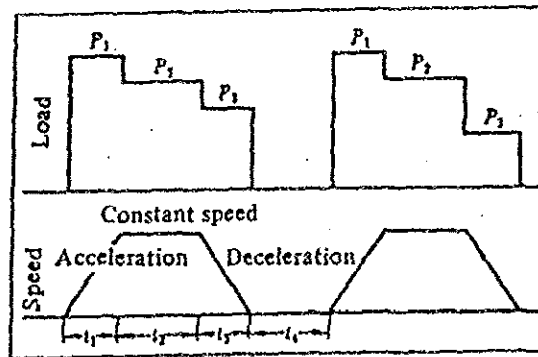 P₁
P₂
P₃
P₁
P₂
P₃
Load
Constant speed
Acceleration
Deceleration
Speed
t₁
t₂
t₃
t₄